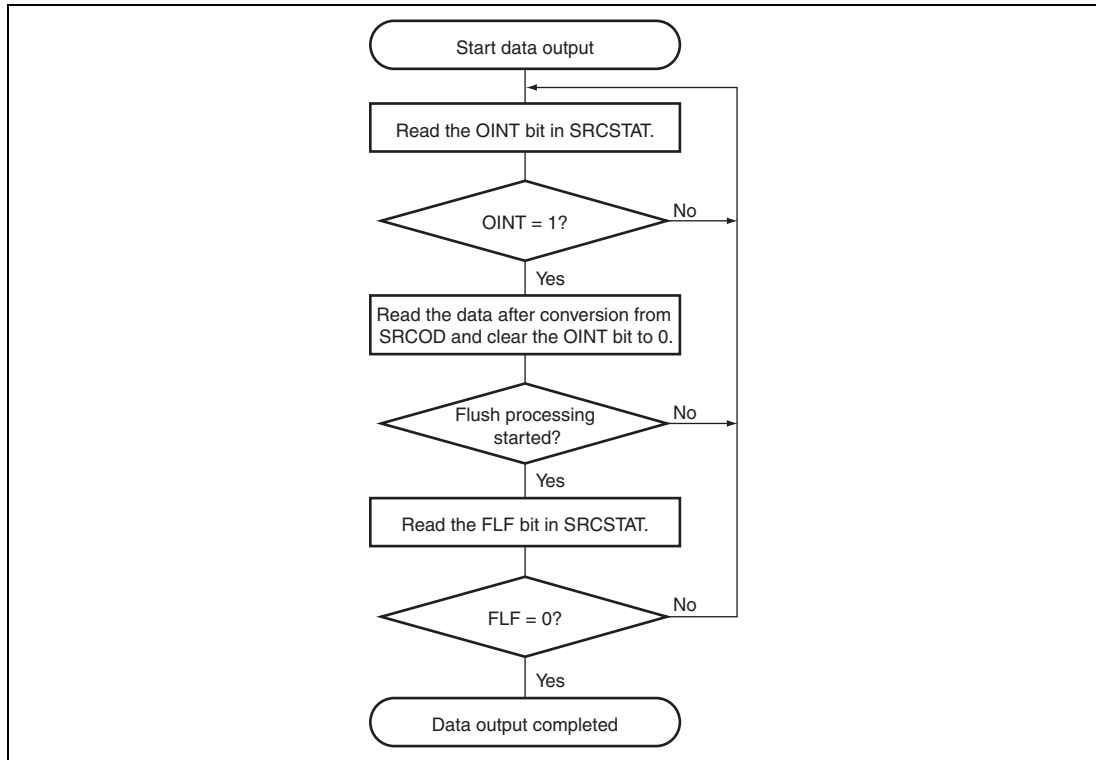 Start data output
Read the OINT bit in SRCSTAT.
OINT = 1?
No
Yes
Read the data after conversion from
SRCOD and clear the OINT bit to 0.
Flush processing
started?
No
Yes
Read the FLF bit in SRCSTAT.
FLF = 0?
No
Yes
Data output completed